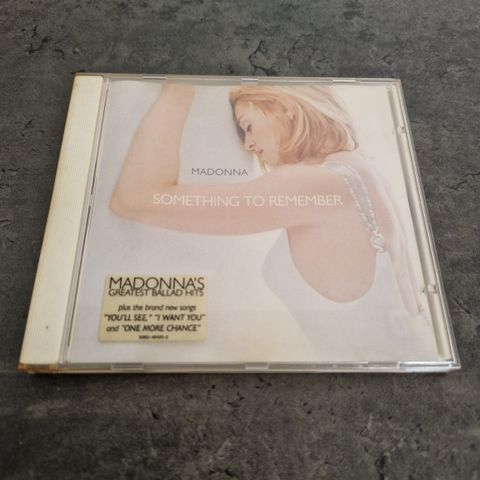 MADONNA
SOMETHING TO REMEMBER
MADONNA'S
GREATEST BALLAD HITS
plus the brand new songs
"YOU'LL SEE," "I WANT YOU"
and "ONE MORE CHANCE"